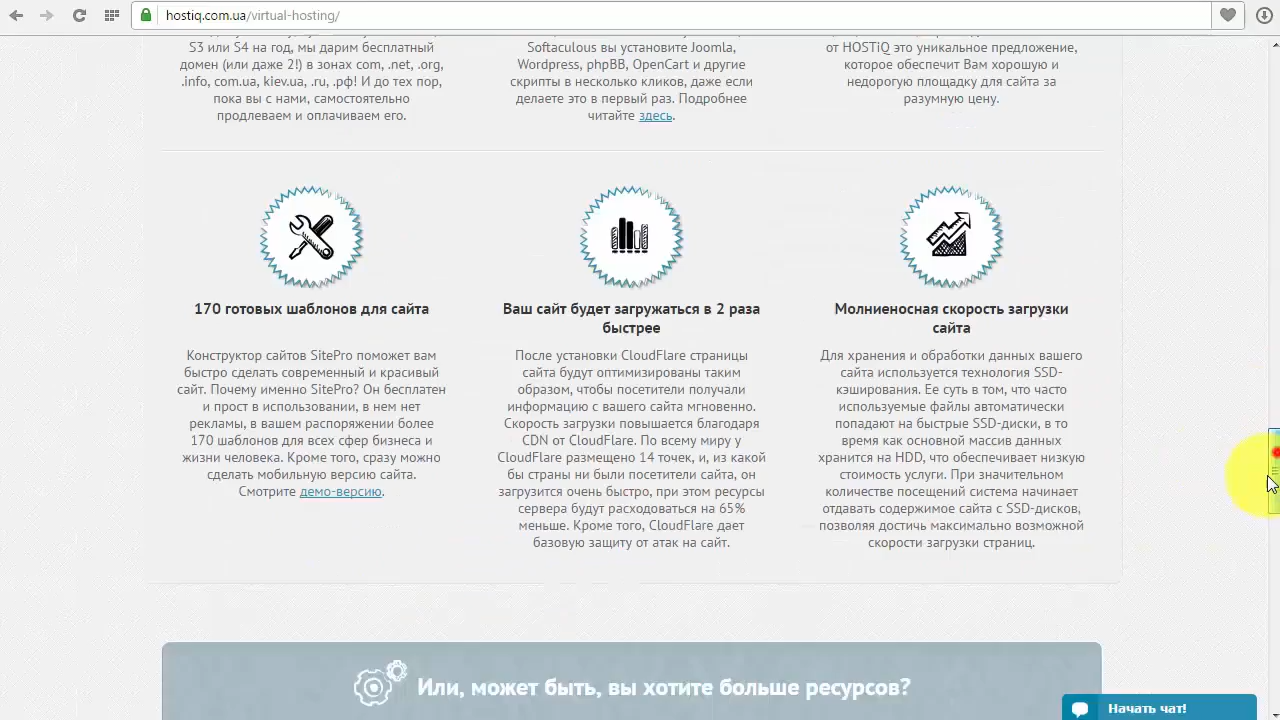 hostiq.com.ua/virtual-hosting/
S3 или S4 на год, мы дарим бесплатный
домен (или даже 2!) в зонах com, .net, .org,
.info, com.ua, kiev.ua, .ru, .рф! И до тех пор,
пока вы с нами, самостоятельно
продлеваем и оплачиваем его.
Softaculous вы установите Joomla,
Wordpress, phpBB, OpenCart и другие
скрипты в несколько кликов, даже если
делаете это в первый раз. Подробнее
читайте здесь.
от HOSTiQ это уникальное предложение,
которое обеспечит Вам хорошую и
недорогую площадку для сайта за
разумную цену.
170 готовых шаблонов для сайта
Конструктор сайтов SitePro поможет вам
быстро сделать современный и красивый
сайт. Почему именно SitePro? Он бесплатен
и прост в использовании, в нем нет
рекламы, в вашем распоряжении более
170 шаблонов для всех сфер бизнеса и
жизни человека. Кроме того, сразу можно
сделать мобильную версию сайта.
Смотрите демо-версию.
Ваш сайт будет загружаться в 2 раза
быстрее
После установки CloudFlare страницы
сайта будут оптимизированы таким
образом, чтобы посетители получали
информацию с вашего сайта мгновенно.
Скорость загрузки повышается благодаря
CDN от CloudFlare. По всему миру у
CloudFlare размещено 14 точек, и, из какой
бы страны и ни были посетители сайта, он
загрузится очень быстро, при этом ресурсы
сервера будут расходоваться на 65%
меньше. Кроме того, CloudFlare дает
базовую защиту от атак на сайт.
Молниеносная скорость загрузки
сайта
Для хранения и обработки данных вашего
сайта используется технология SSD-
кэширования. Ее суть в том, что часто
используемые файлы автоматически
попадают на быстрые SSD-диски, в то
время как основной массив данных
хранится на HDD, что обеспечивает низкую
стоимость услуги. При значительном
количестве посещений система начинает
отдавать содержимое сайта с SSD-дисков,
позволяя достичь максимально возможной
скорости загрузки страниц.
Или, может быть, вы хотите больше ресурсов?
Начать чат!